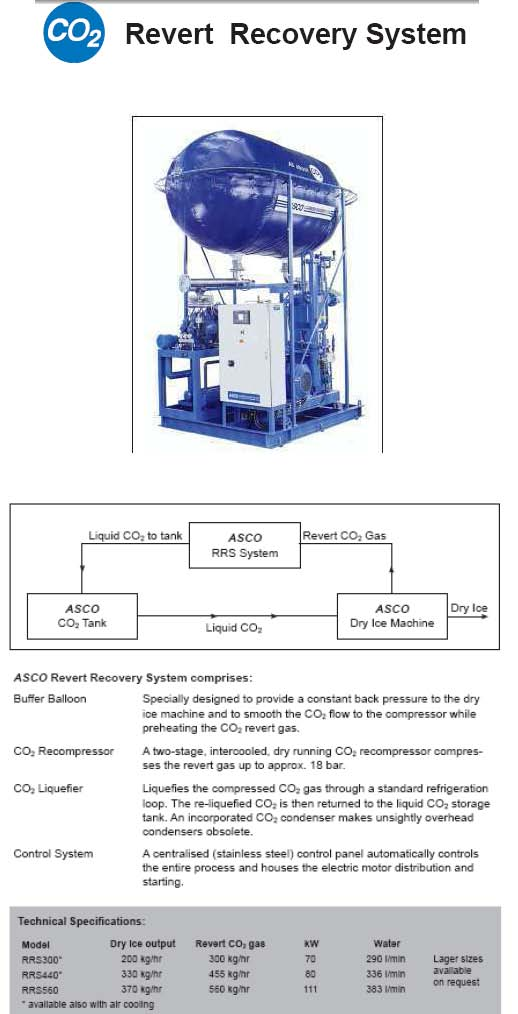 CO2 Revert Recovery System
ASCO
Liquid CO₂ to tank
ASCO
RRS System
Revert CO₂ Gas
ASCO
CO₂ Tank
Liquid CO₂
ASCO
Dry Ice Machine
Dry Ice
ASCO Revert Recovery System comprises:
Buffer Balloon Specially designed to provide a constant back pressure to the dry
ice machine and to smooth the CO₂ flow to the compressor while
preheating the CO₂ revert gas.
CO₂ Recompressor A two-stage, intercooled, dry running CO₂ recompressor compres-
ses the revert gas up to approx. 18 bar.
CO₂ Liquefier Liquefies the compressed CO₂ gas through a standard refrigeration
loop. The re-liquefied CO₂ is then returned to the liquid CO₂ storage
tank. An incorporated CO₂ condenser makes unsightly overhead
condensers obsolete.
Control System A centralised (stainless steel) control panel automatically controls
the entire process and houses the electric motor distribution and
starting.
Technical Specifications:
Model Dry Ice output Revert CO₂ gas kW Water
RRS300* 200 kg/hr 300 kg/hr 70 290 l/min Lager sizes
RRS440* 330 kg/hr 455 kg/hr 80 336 l/min available
RRS560 370 kg/hr 560 kg/hr 111 383 l/min on request
* available also with air cooling